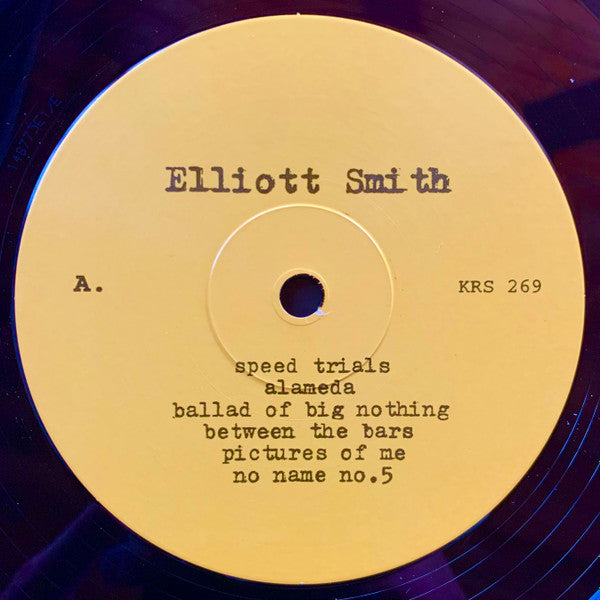 Elliott Smith
A.
KRS 269
speed trials
alameda
ballad of big nothing
between the bars
pictures of me
no name no.5